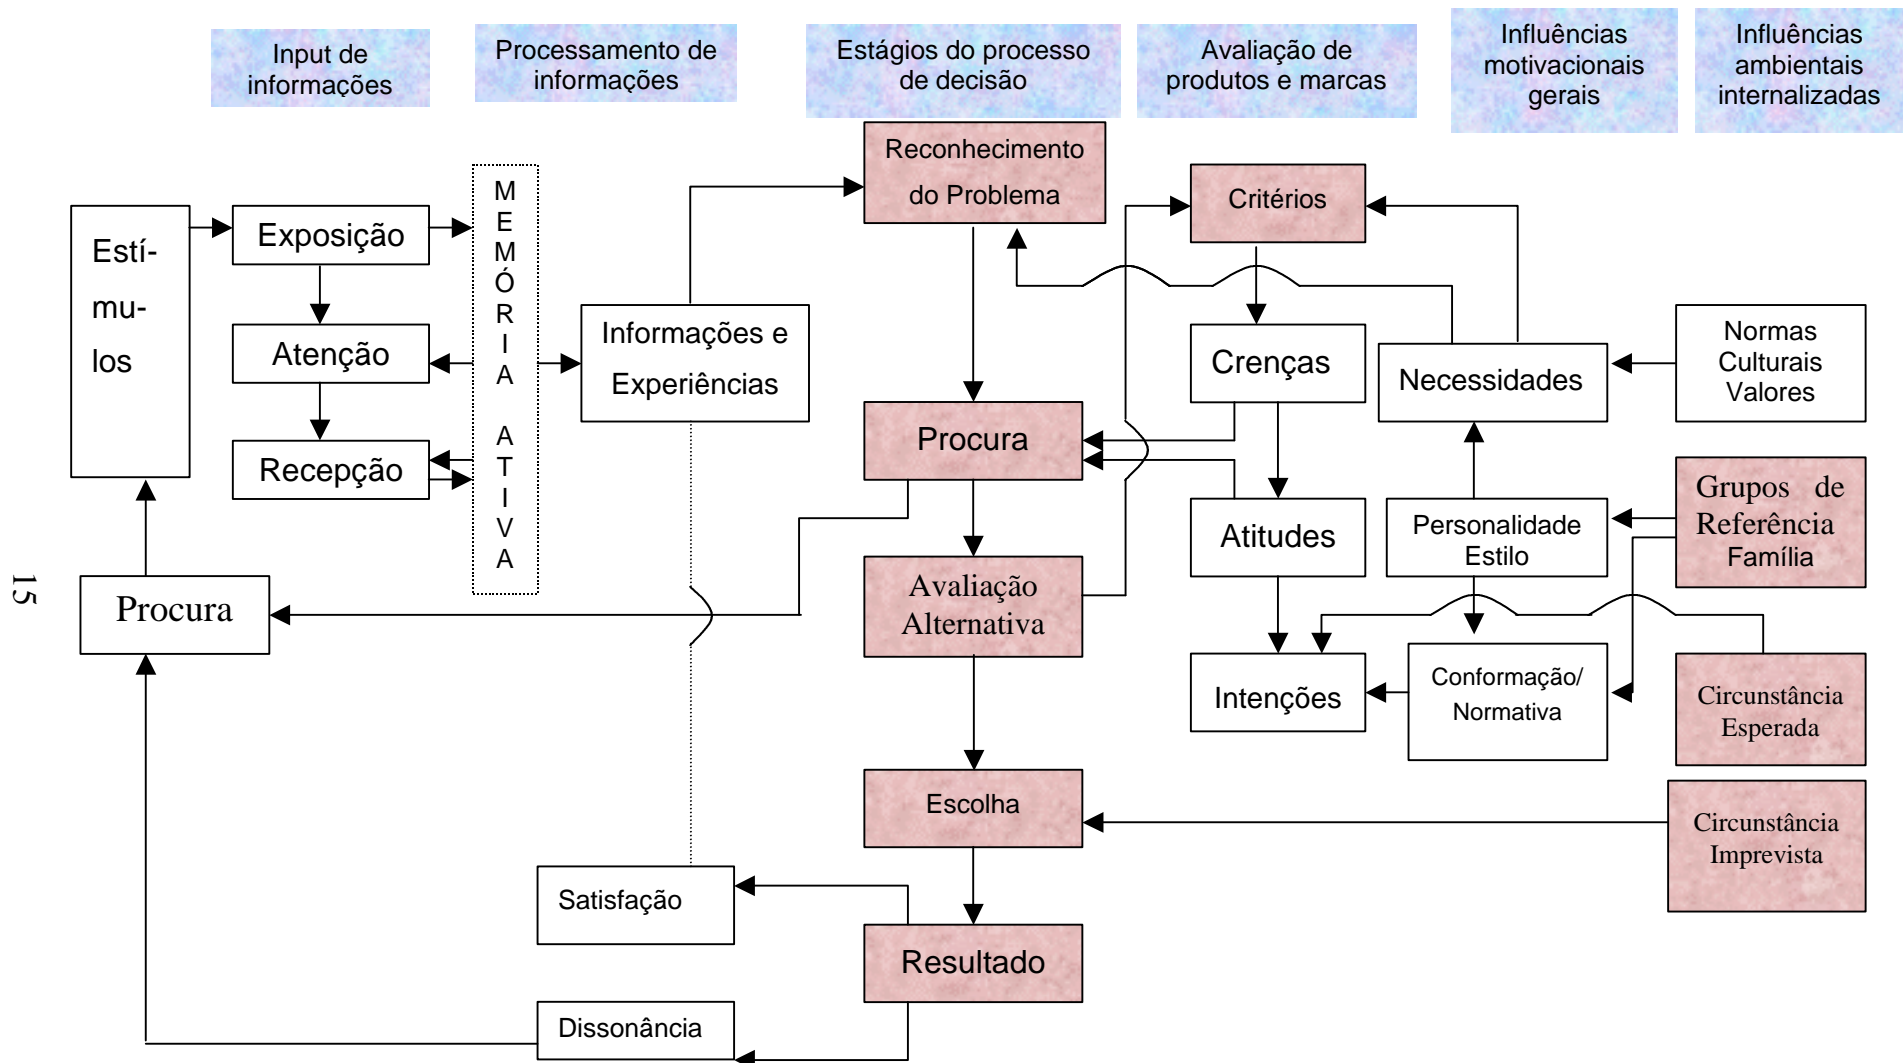 Input de
informações
Processamento de
informações
Estágios do processo
de decisão
Avaliação de
produtos e marcas
Influências
motivacionais
gerais
Influências
ambientais
internalizadas
Estí-
mu-
los
Exposição
Atenção
Recepção
M
E
M
Ó
R
I
A
A
T
I
V
A
Procura
Informações e
Experiências
Satisfação
Dissonância
Reconhecimento
do Problema
Procura
Avaliação
Alternativa
Escolha
Resultado
Critérios
Crenças
Atitudes
Intenções
Necessidades
Personalidade
Estilo
Conformação/
Normativa
Normas
Culturais
Valores
Grupos de
Referência
Família
Circunstância
Esperada
Circunstância
Imprevista
15